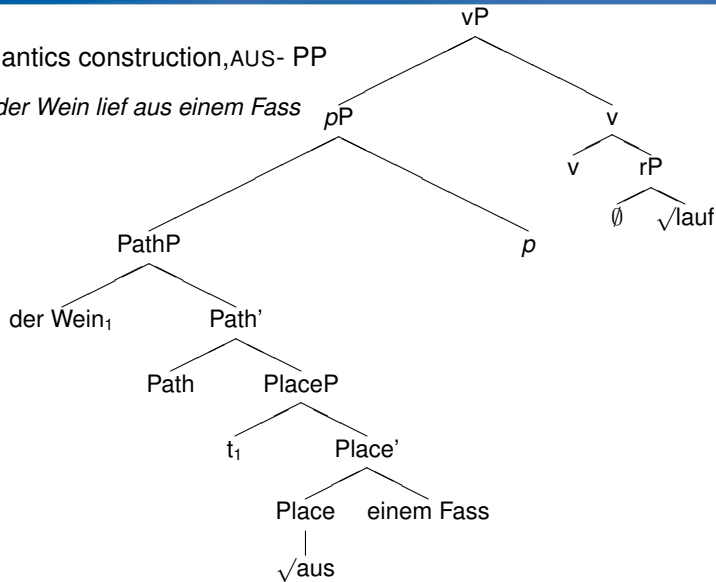 vP
antics construction,AUS- PP
der Wein lief aus einem Fass
pP
v
v
rP
∅
√lauf
PathP
p
der Wein₁
Path'
Path
PlaceP
t₁
Place'
Place
einem Fass
√aus